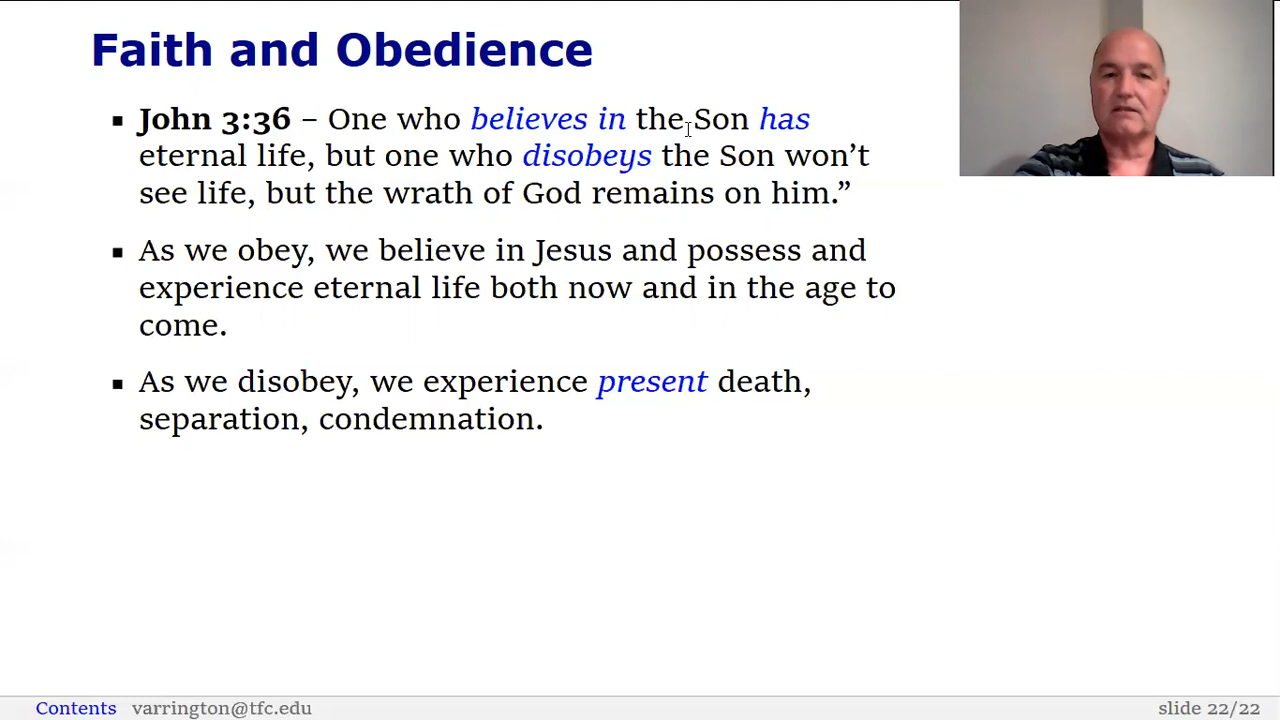 Faith and Obedience
▪ John 3:36 – One who believes in the Son has
eternal life, but one who disobeys the Son won’t
see life, but the wrath of God remains on him.”
▪ As we obey, we believe in Jesus and possess and
experience eternal life both now and in the age to
come.
▪ As we disobey, we experience present death,
separation, condemnation.
Contents varrington@tfc.edu slide 22/22